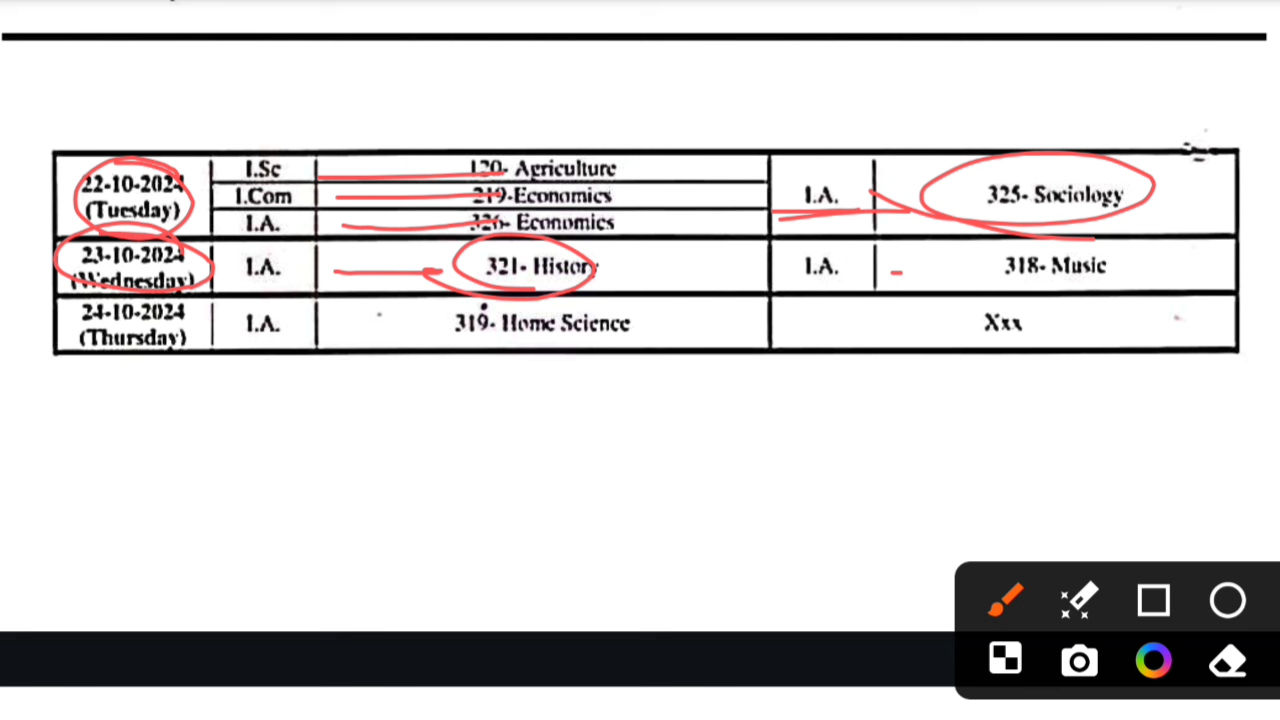 22-10-2024
(Tuesday)
I.Sc
120- Agriculture
I.Com
219-Economics
I.A.
326- Economics
I.A.
325- Sociology
23-10-2024
(Wednesday)
I.A.
321- History
I.A.
318- Music
24-10-2024
(Thursday)
I.A.
319- Home Science
Xxx